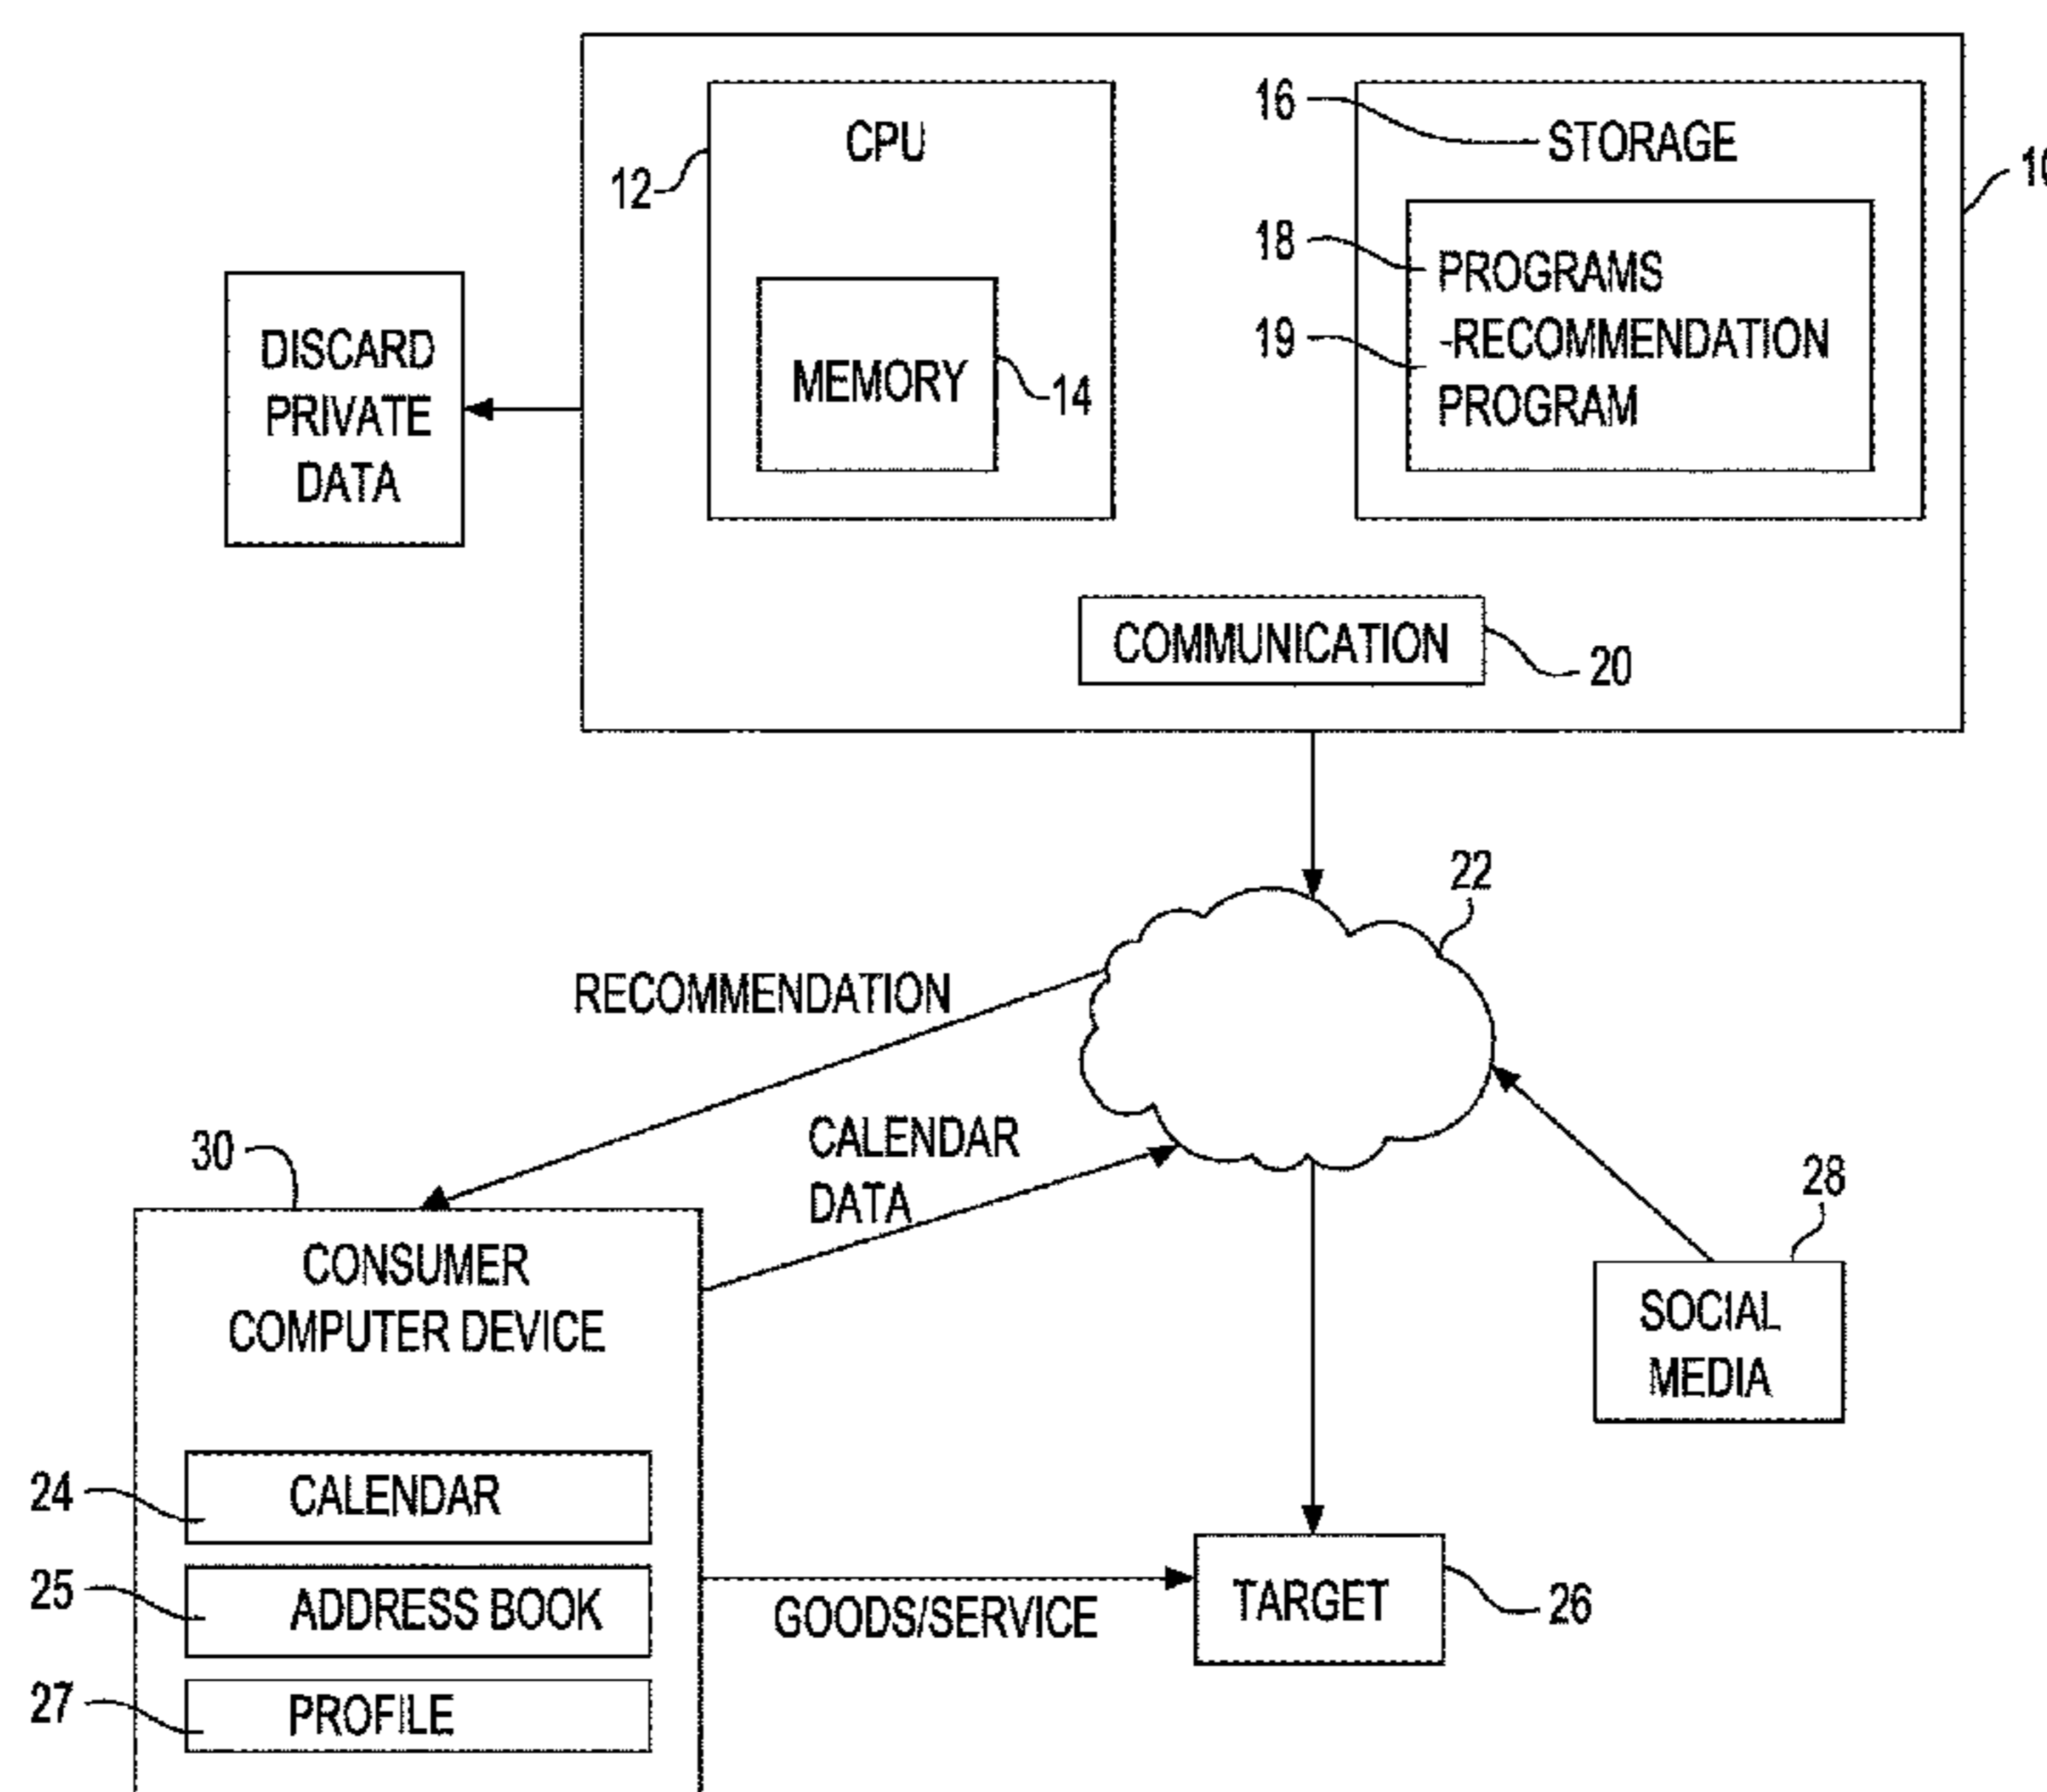 CPU
16
STORAGE
12
18
PROGRAMS
19
-RECOMMENDATION
PROGRAM
MEMORY
14
DISCARD
PRIVATE
DATA
COMMUNICATION
20
22
RECOMMENDATION
CALENDAR
DATA
30
28
CONSUMER
COMPUTER DEVICE
SOCIAL
MEDIA
24
CALENDAR
25
ADDRESS BOOK
27
PROFILE
GOODS/SERVICE
TARGET
26